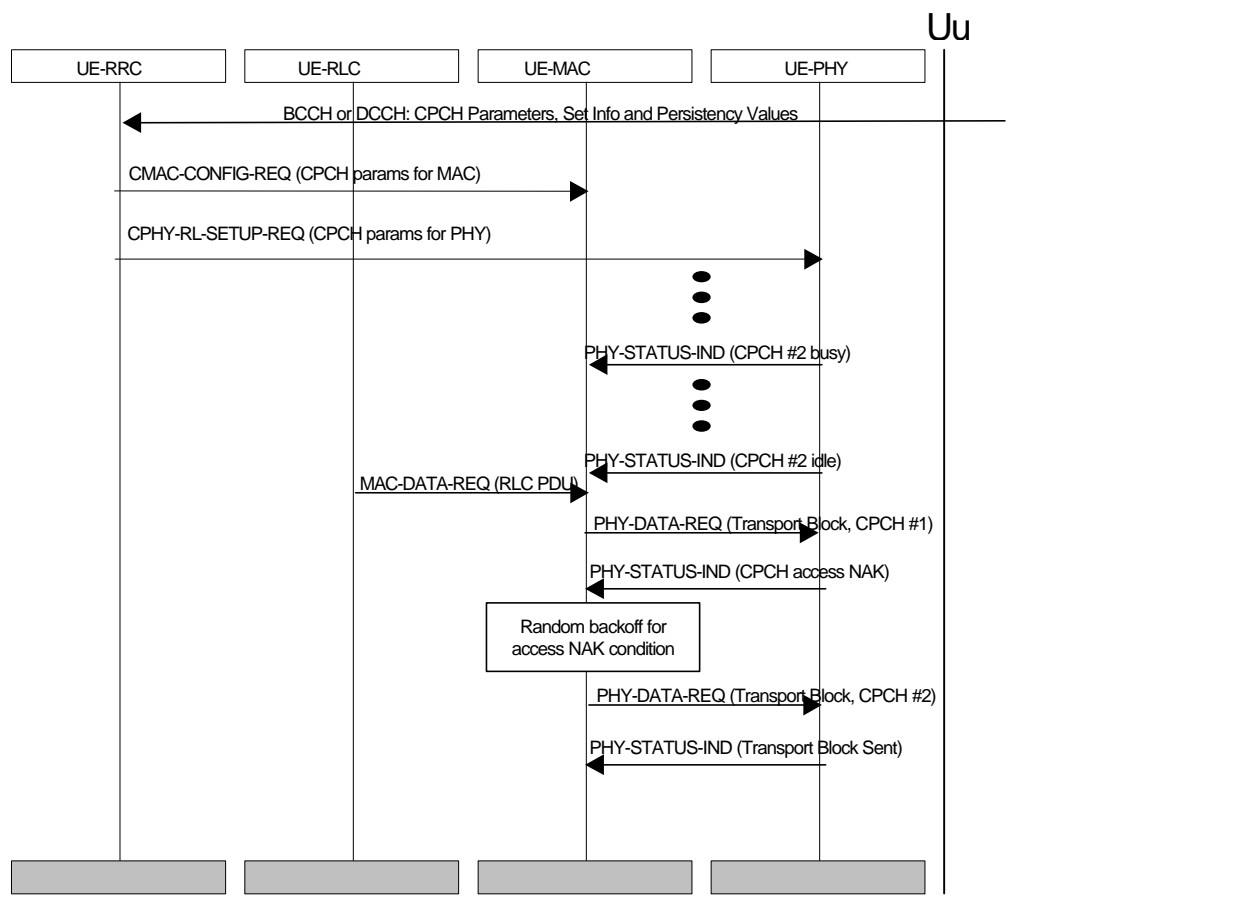 Uu
UE-RRC
UE-RLC
UE-MAC
UE-PHY
BCCH or DCCH: CPCH Parameters, Set Info and Persistency Values
CMAC-CONFIG-REQ (CPCH params for MAC)
CPHY-RL-SETUP-REQ (CPCH params for PHY)
PHY-STATUS-IND (CPCH #2 busy)
PHY-STATUS-IND (CPCH #2 idle)
MAC-DATA-REQ (RLC PDU)
PHY-DATA-REQ (Transport Block, CPCH #1)
PHY-STATUS-IND (CPCH access NAK)
Random backoff for
access NAK condition
PHY-DATA-REQ (Transport Block, CPCH #2)
PHY-STATUS-IND (Transport Block Sent)